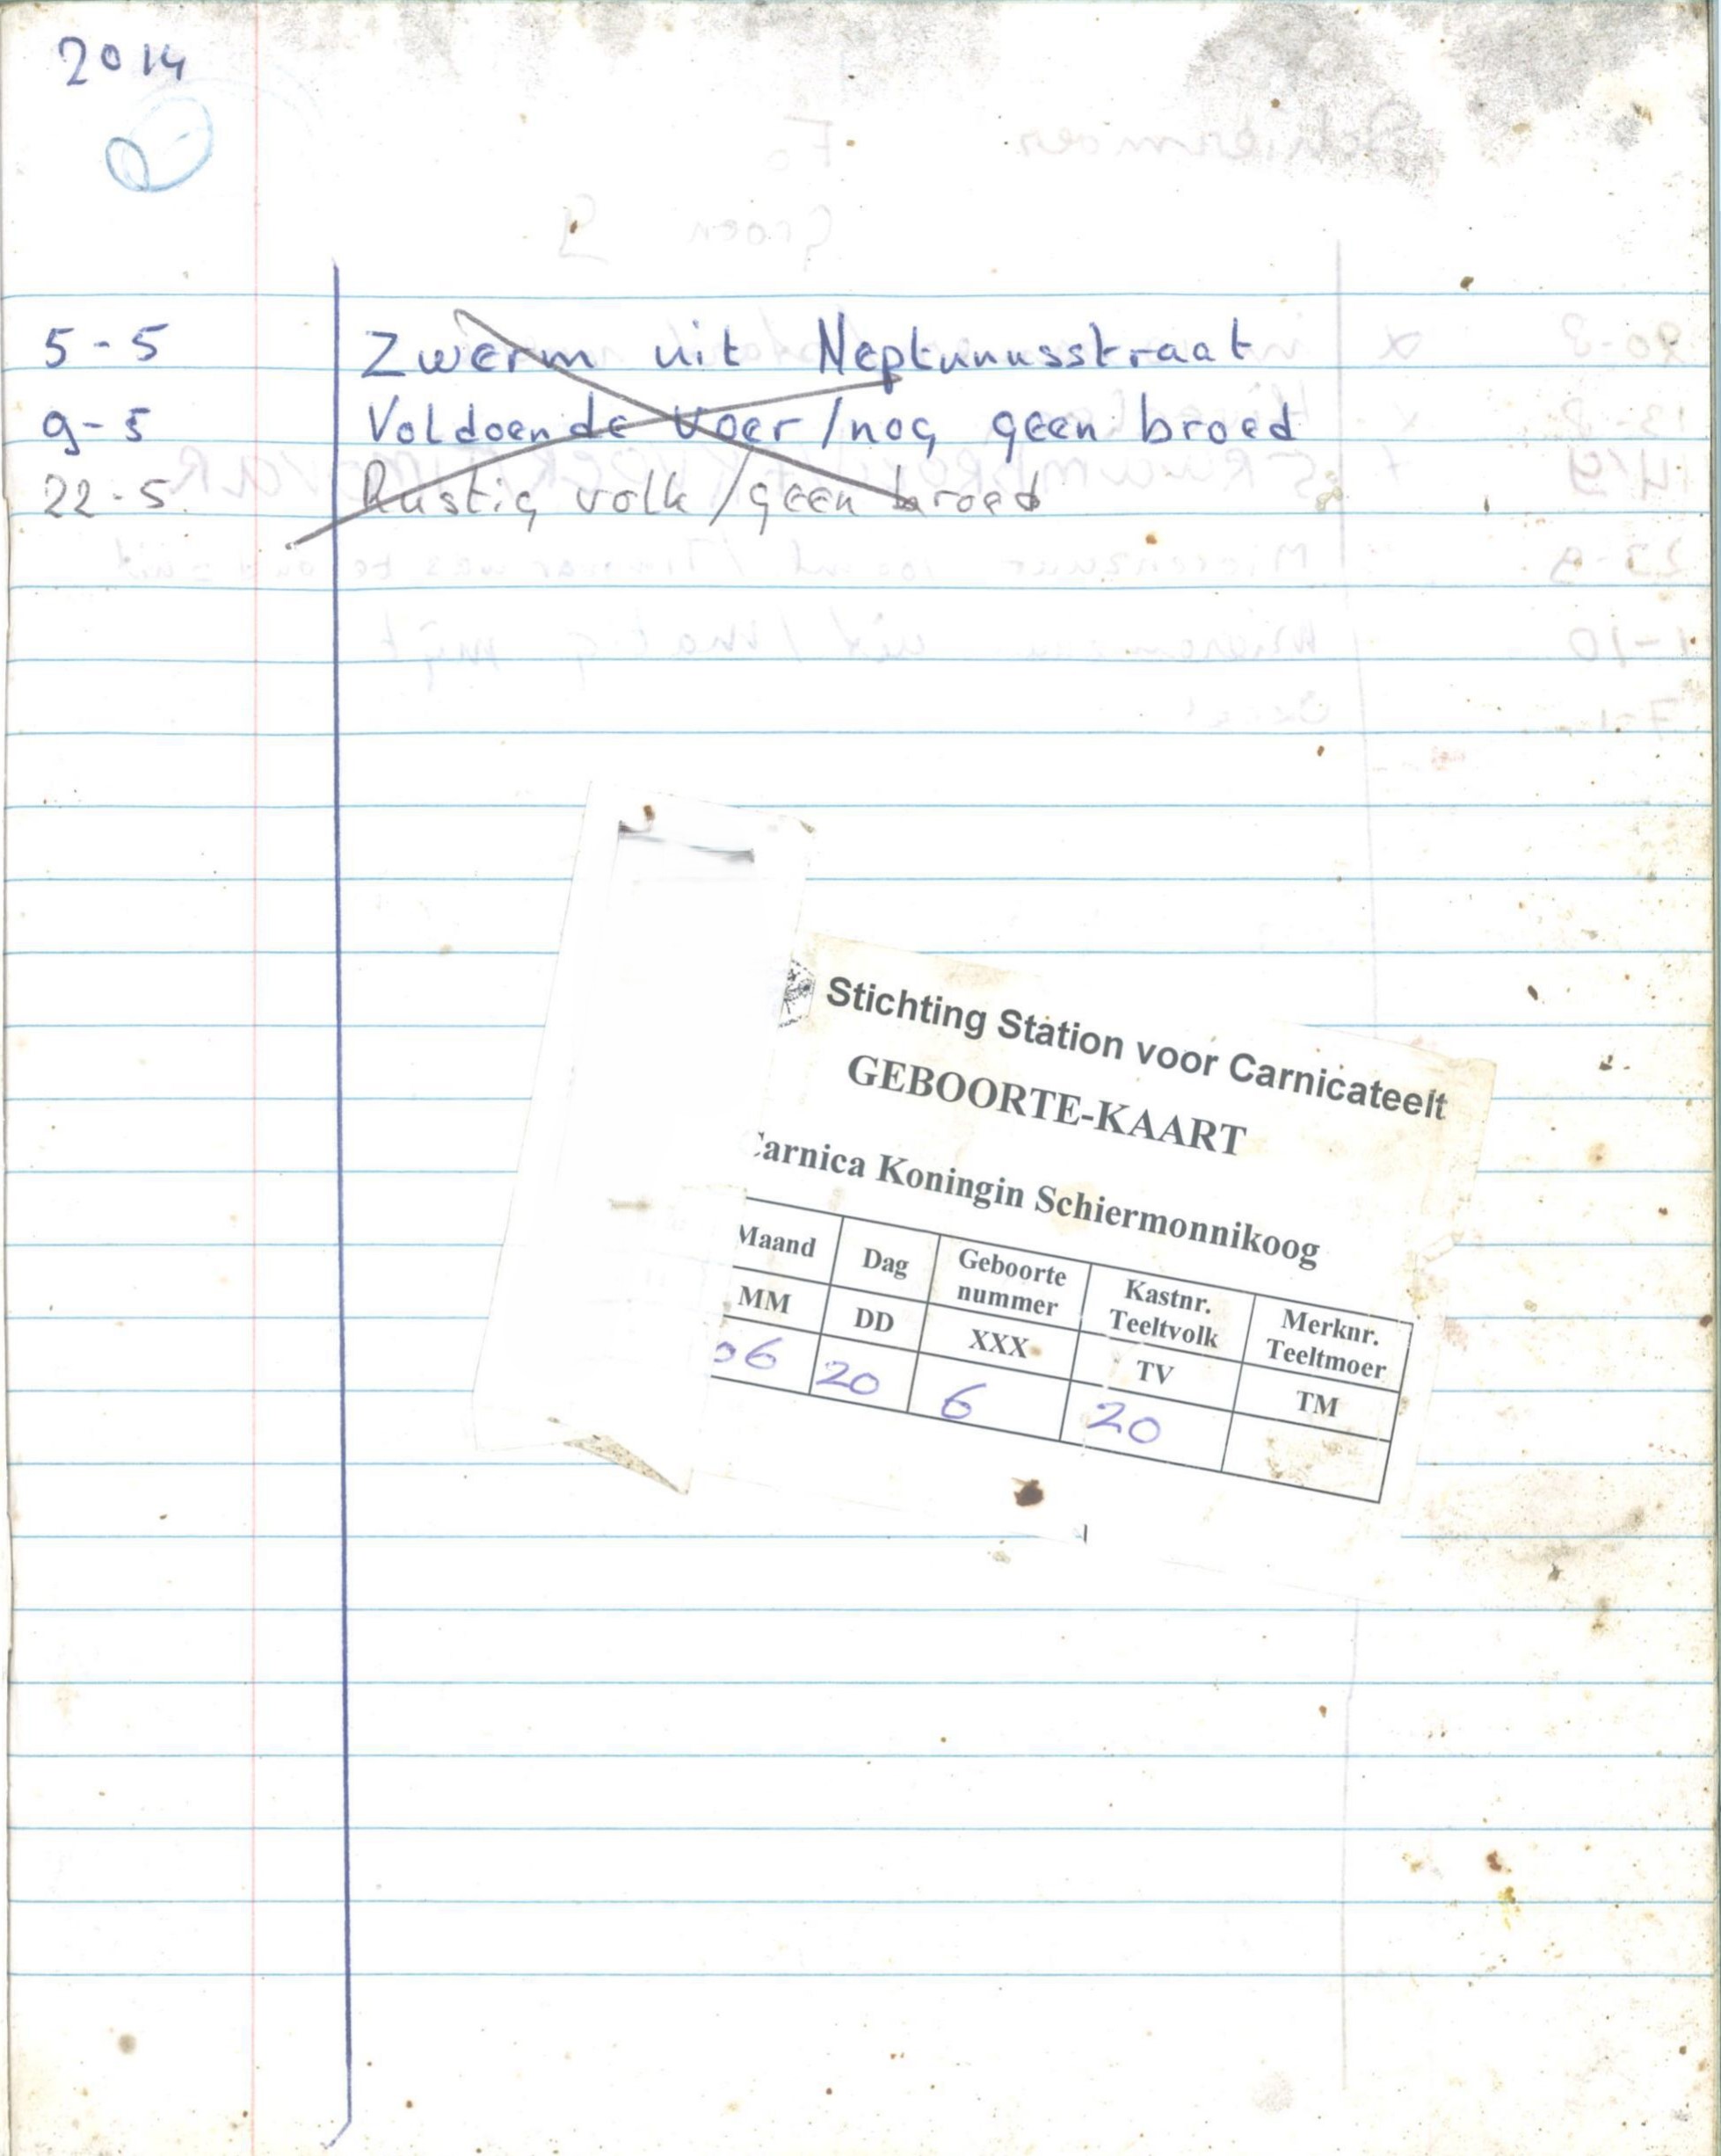 2014
5-5 Zwerm uit Neptunusstraat
9-5 Voldoende voer/nog geen broed
22-5. Rustig volk/geen broed
Stichting Station voor Carnicateelt
GEBOORTE-KAART
Carnica Koningin Schiermonnikoog
Maand Dag Geboorte nummer Kastnr. Teeltvolk Merknr. Teeltmoer
MM DD XXX TV TM
06 20 6 20